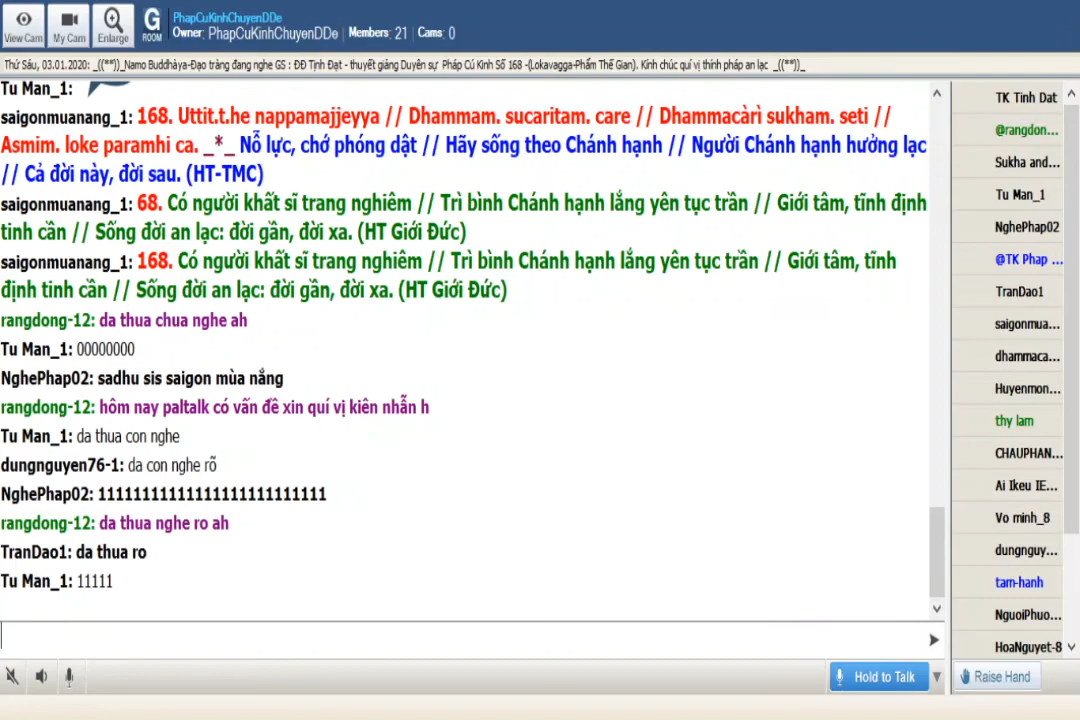 View Cam
My Cam
Enlarge
G
ROOM
PhapCuKinhChuyenDDe
Owner: PhapCuKinhChuyenDDe Members: 21 Cams: 0
Thứ Sáu, 03.01.2020: _((**))_Namo Buddhàya-Đạo tràng đang nghe GS : ĐĐ Tịnh Đạt - thuyết giảng Duyên sự Pháp Cú Kinh Số 168 -(Lokavagga-Phẩm Thế Gian). Kính chúc quí vị thính pháp an lạc _((**))_
Tu Man_1:
saigonmuanang_1: 168. Uttit.t.he nappamajjeyya // Dhammam. sucaritam. care // Dhammacàrì sukham. seti //
Asmim. loke paramhi ca. _*_ Nỗ lực, chớ phóng dật // Hãy sống theo Chánh hạnh // Người Chánh hạnh hưởng lạc
// Cả đời này, đời sau. (HT-TMC)
saigonmuanang_1: 68. Có người khất sĩ trang nghiêm // Trì bình Chánh hạnh lắng yên tục trần // Giới tâm, tĩnh định
tinh cần // Sống đời an lạc: đời gần, đời xa. (HT Giới Đức)
saigonmuanang_1: 168. Có người khất sĩ trang nghiêm // Trì bình Chánh hạnh lắng yên tục trần // Giới tâm, tĩnh
định tinh cần // Sống đời an lạc: đời gần, đời xa. (HT Giới Đức)
rangdong-12: da thua chua nghe ah
Tu Man_1: 00000000
NghePhap02: sadhu sis saigon mùa nắng
rangdong-12: hôm nay paltalk có vấn đề xin quí vị kiên nhẫn h
Tu Man_1: da thua con nghe
dungnguyen76-1: da con nghe rõ
NghePhap02: 11111111111111111111111111
rangdong-12: da thua nghe ro ah
TranDao1: da thua ro
Tu Man_1: 11111
TK Tinh Dat
@rangdon...
Sukha and...
Tu Man_1
NghePhap02
@TK Phap ...
TranDao1
saigonmua...
dhammaca...
Huyenmon...
thy lam
CHAUPHAN...
Ai Ikeu IE...
Vo minh_8
dungnguy...
tam-hanh
NguoiPhuo...
HoaNguyet-8
Hold to Talk
Raise Hand